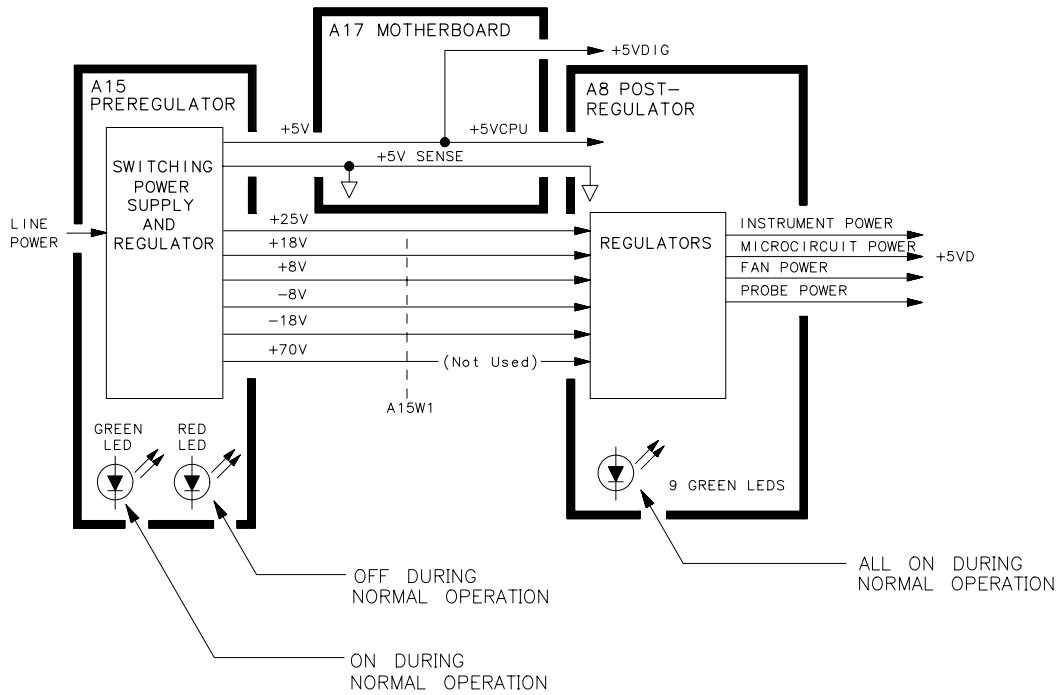 A17 MOTHERBOARD
+5VDIG
A15
PREREGULATOR
A8 POST-
REGULATOR
+5V
+5VCPU
+5V SENSE
SWITCHING
POWER
SUPPLY
AND
REGULATOR
LINE
POWER
+25V
+18V
+8V
-8V
-18V
+70V
(Not Used)
A15W1
REGULATORS
INSTRUMENT POWER
MICROCIRCUIT POWER
+5VD
FAN POWER
PROBE POWER
GREEN
LED
RED
LED
9 GREEN LEDS
OFF DURING
NORMAL OPERATION
ALL ON DURING
NORMAL OPERATION
ON DURING
NORMAL OPERATION